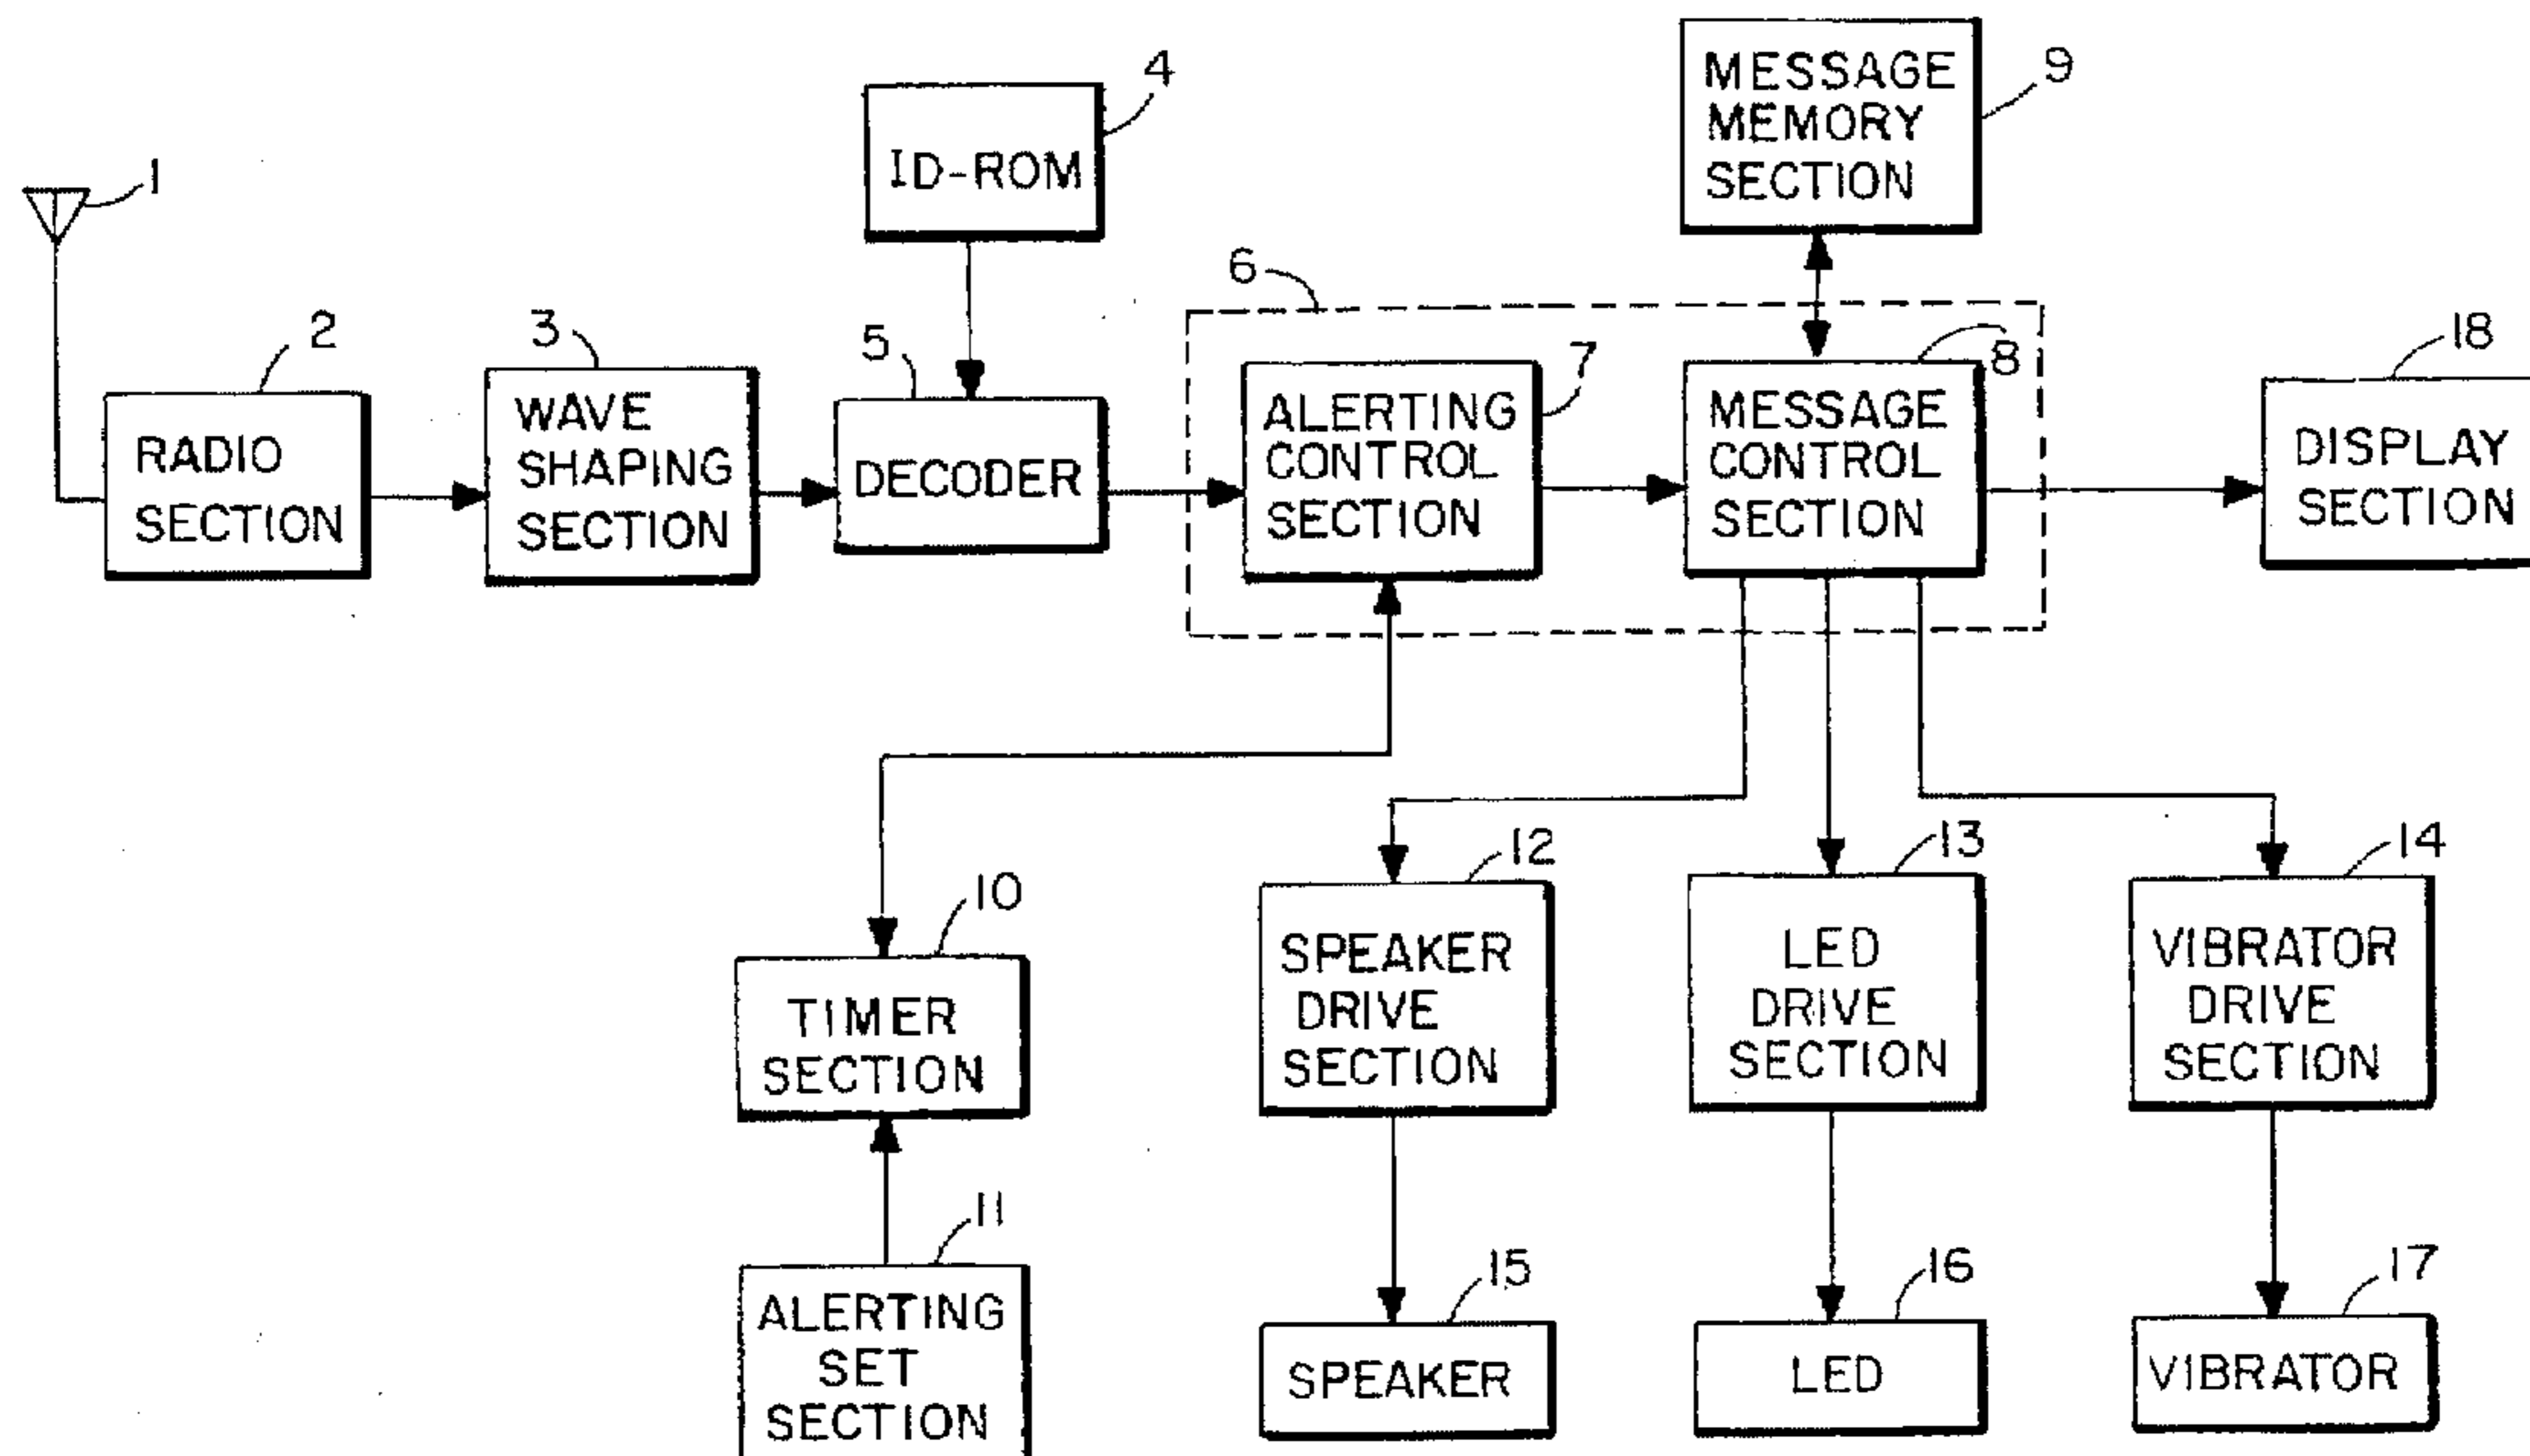 1
2
RADIO
SECTION
3
WAVE
SHAPING
SECTION
4
ID-ROM
5
DECODER
6
7
ALERTING
CONTROL
SECTION
8
MESSAGE
CONTROL
SECTION
9
MESSAGE
MEMORY
SECTION
18
DISPLAY
SECTION
10
TIMER
SECTION
11
ALERTING
SET
SECTION
12
SPEAKER
DRIVE
SECTION
13
LED
DRIVE
SECTION
14
VIBRATOR
DRIVE
SECTION
15
SPEAKER
16
LED
17
VIBRATOR